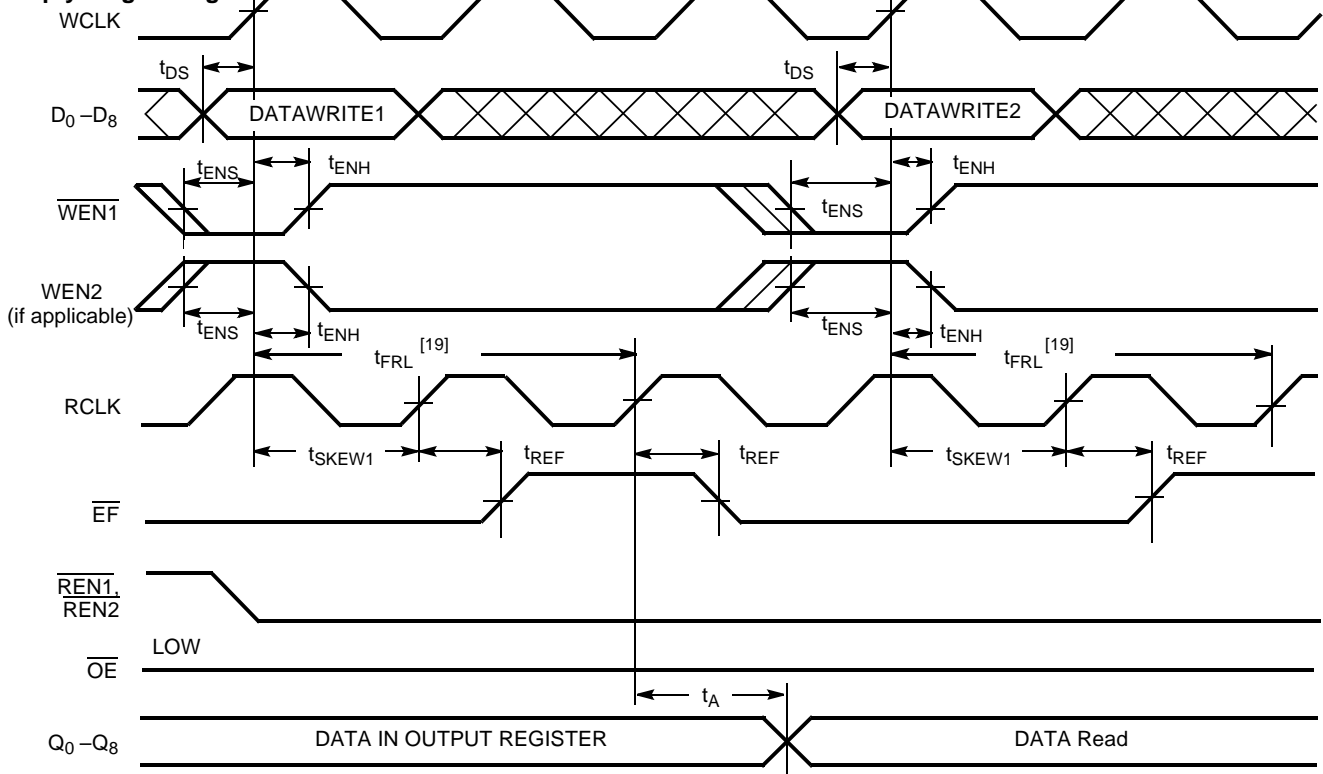 WCLK
tDS tDS
D0 –D8 DATAWRITE1 DATAWRITE2
tENS tENH tENH
WEN1 tENS
WEN2
(if applicable)
tENS tENH tENS tENH
tFRL [19] tFRL [19]
RCLK
tSKEW1 tREF tREF tSKEW1 tREF
EF
REN1,
REN2
LOW
OE
tA
Q0 –Q8 DATA IN OUTPUT REGISTER DATA Read